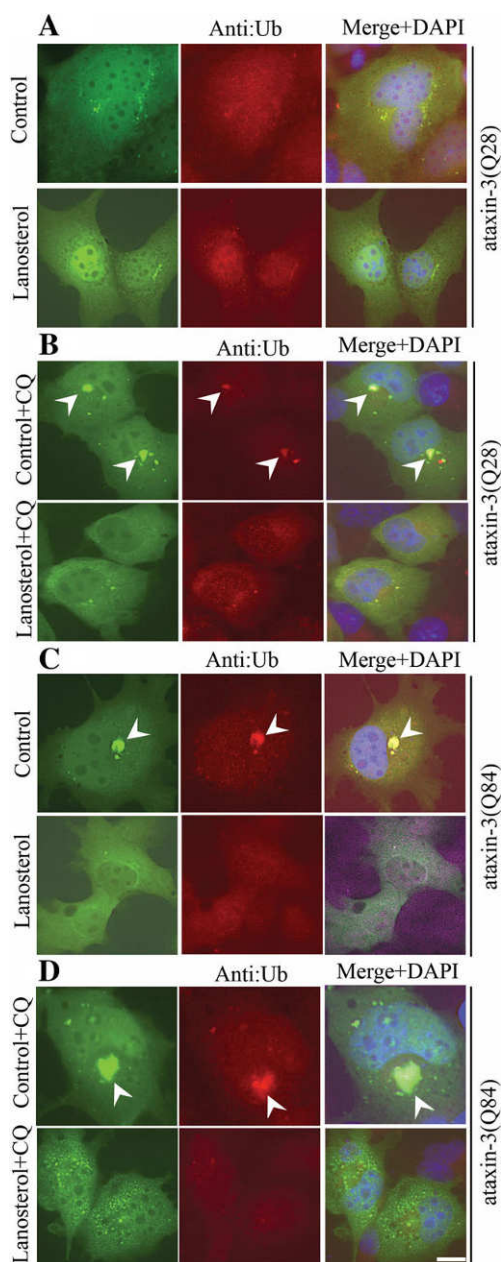 A
Anti:Ub
Merge+DAPI
Control
Lanosterol
ataxin-3(Q28)
B
Anti:Ub
Merge+DAPI
Control+CQ
Lanosterol+CQ
ataxin-3(Q28)
C
Anti:Ub
Merge+DAPI
Control
Lanosterol
ataxin-3(Q84)
D
Anti:Ub
Merge+DAPI
Control+CQ
Lanosterol+CQ
ataxin-3(Q84)